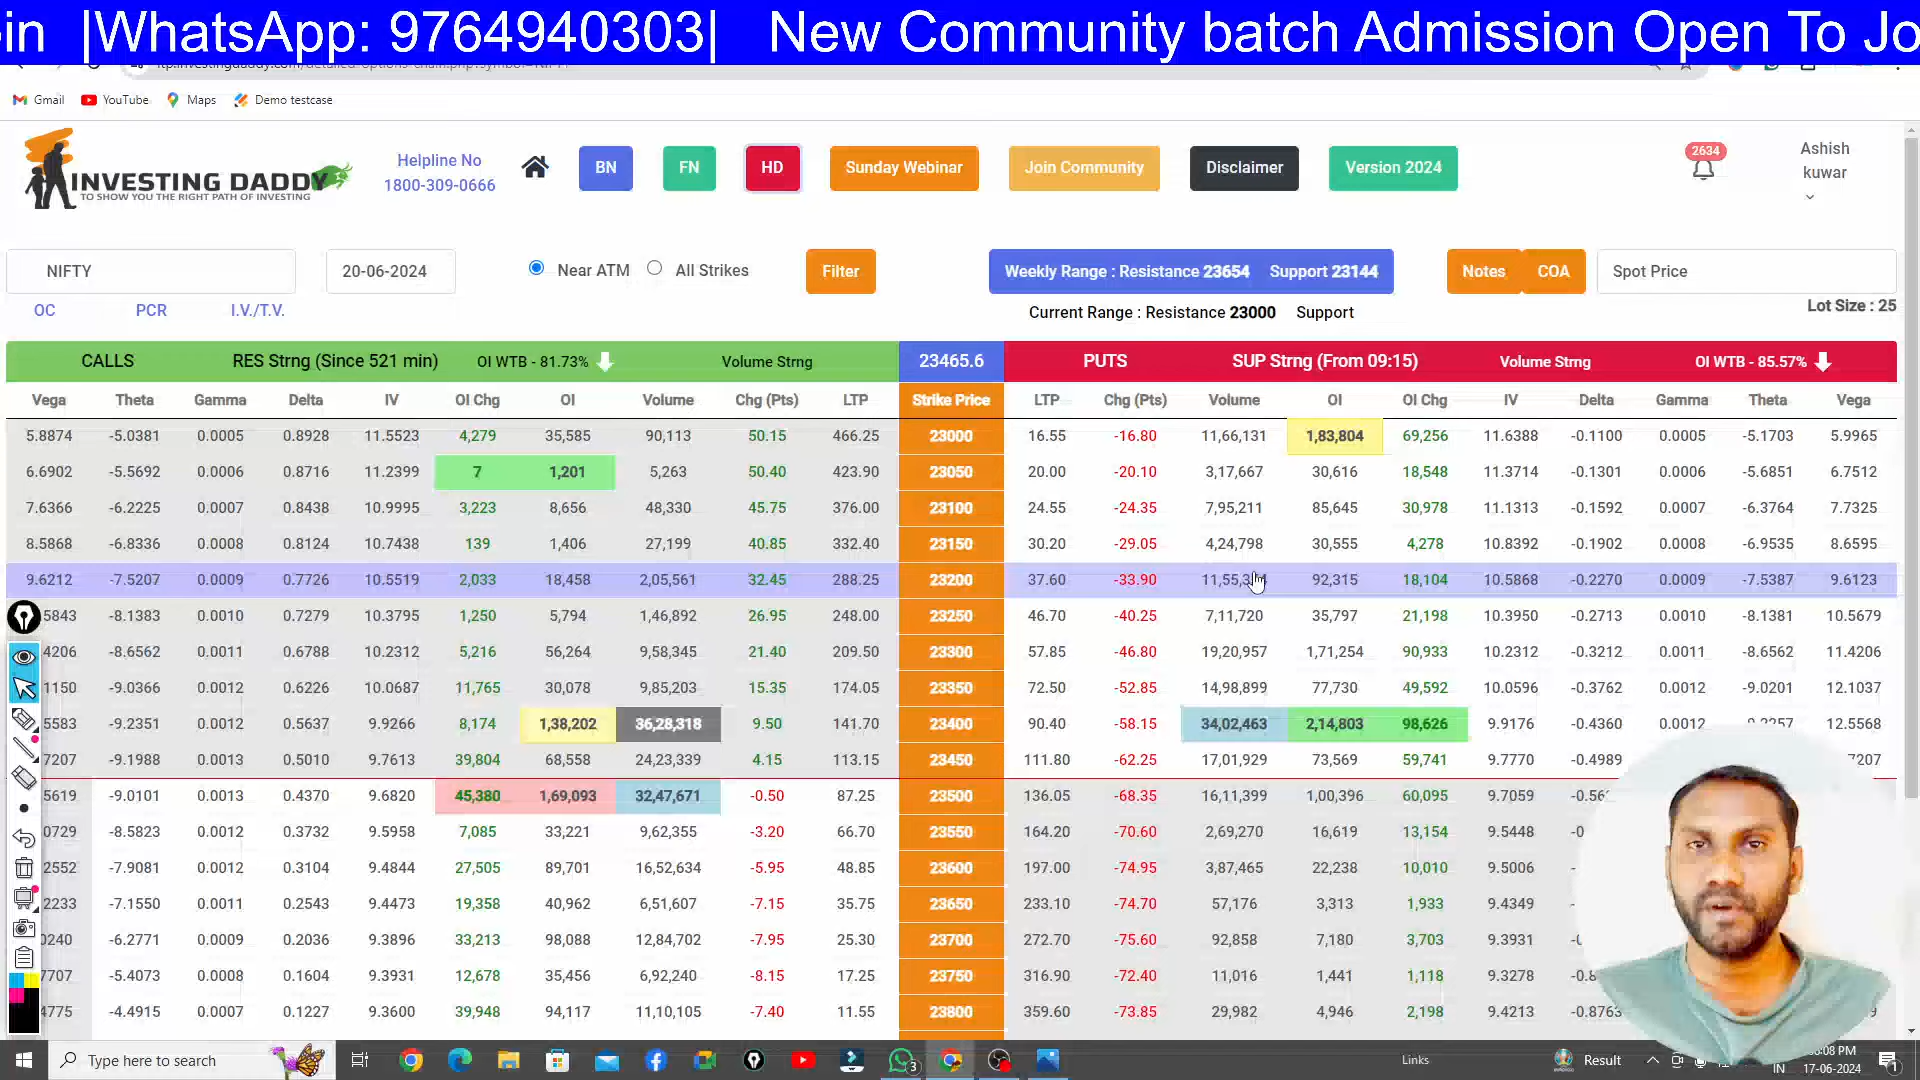 in |WhatsApp: 9764940303| New Community batch Admission Open To Jo
Gmail YouTube Maps Demo testcase
INVESTING DADDY
TO SHOW YOU THE RIGHT PATH OF INVESTING
Helpline No
1800-309-0666
BN FN HD Sunday Webinar Join Community Disclaimer Version 2024
2634
Ashish
kuwar
NIFTY 20-06-2024 Near ATM All Strikes Filter Weekly Range : Resistance 23654 Support 23144 Notes COA Spot Price
OC PCR I.V./T.V. Current Range : Resistance 23000 Support Lot Size : 25
CALLS RES Strng (Since 521 min) OI WTB - 81.73% Volume Strng 23465.6 PUTS SUP Strng (From 09:15) Volume Strng OI WTB - 85.57%
Vega Theta Gamma Delta IV OI Chg OI Volume Chg (Pts) LTP Strike Price LTP Chg (Pts) Volume OI OI Chg IV Delta Gamma Theta Vega
5.8874 -5.0381 0.0005 0.8928 11.5523 4,279 35,585 90,113 50.15 466.25 23000 16.55 -16.80 11,66,131 1,83,804 69,256 11.6388 -0.1100 0.0005 -5.1703 5.9965
6.6902 -5.5692 0.0006 0.8716 11.2399 7 1,201 5,263 50.40 423.90 23050 20.00 -20.10 3,17,667 30,616 18,548 11.3714 -0.1301 0.0006 -5.6851 6.7512
7.6366 -6.2225 0.0007 0.8438 10.9995 3,223 8,656 48,330 45.75 376.00 23100 24.55 -24.35 7,95,211 85,645 30,978 11.1313 -0.1592 0.0007 -6.3764 7.7325
8.5868 -6.8336 0.0008 0.8124 10.7438 139 1,406 27,199 40.85 332.40 23150 30.20 -29.05 4,24,798 30,555 4,278 10.8392 -0.1902 0.0008 -6.9535 8.6595
9.6212 -7.5207 0.0009 0.7726 10.5519 2,033 18,458 2,05,561 32.45 288.25 23200 37.60 -33.90 92,315 18,104 10.5868 -0.2270 0.0009 -7.5387 9.6123
5843 -8.1383 0.0010 0.7279 10.3795 1,250 5,794 1,46,892 26.95 248.00 23250 46.70 -40.25 7,11,720 35,797 21,198 10.3950 -0.2713 0.0010 -8.1381 10.5679
4206 -8.6562 0.0011 0.6788 10.2312 5,216 56,264 9,58,345 21.40 209.50 23300 57.85 -46.80 19,20,957 1,71,254 90,933 10.2312 -0.3212 0.0011 -8.6562 11.4206
1150 -9.0366 0.0012 0.6226 10.0687 11,765 30,078 9,85,203 15.35 174.05 23350 72.50 -52.85 14,98,899 77,730 49,592 10.0596 -0.3762 0.0012 -9.0201 12.1037
5583 -9.2351 0.0012 0.5637 9.9266 8,174 1,38,202 36,28,318 9.50 141.70 23400 90.40 -58.15 34,02,463 2,14,803 98,626 9.9176 -0.4360 0.0012 12.5568
7207 -9.1988 0.0013 0.5010 9.7613 39,804 68,558 24,23,339 4.15 113.15 23450 111.80 -62.25 17,01,929 73,569 59,741 9.7770 -0.4989 7207
5619 -9.0101 0.0013 0.4370 9.6820 45,380 1,69,093 32,47,671 -0.50 87.25 23500 136.05 -68.35 16,11,399 1,00,396 60,095 9.7059
0729 -8.5823 0.0012 0.3732 9.5958 7,085 33,221 9,62,355 -3.20 66.70 23550 164.20 -70.60 2,69,270 16,619 13,154 9.5448 -0
2552 -7.9081 0.0012 0.3104 9.4844 27,505 89,701 16,52,634 -5.95 48.85 23600 197.00 -74.95 3,87,465 22,238 10,010 9.5006 -
2233 -7.1550 0.0011 0.2543 9.4473 19,358 40,962 6,51,607 -7.15 35.75 23650 233.10 -74.70 57,176 3,313 1,933 9.4349 -
0240 -6.2771 0.0009 0.2036 9.3896 33,213 98,088 12,84,702 -7.95 25.30 23700 272.70 -75.60 92,858 7,180 3,703 9.3931
7707 -5.4073 0.0008 0.1604 9.3931 12,678 35,456 6,92,240 -8.15 17.25 23750 316.90 -72.40 11,016 1,441 1,118 9.3278 -0.8
4775 -4.4915 0.0007 0.1227 9.3600 39,948 94,117 11,10,105 -7.40 11.55 23800 359.60 -73.85 29,982 4,946 2,198 9.4213 -0.8763 9
Type here to search 3 Links Result IN 08 PM
17-06-2024 1